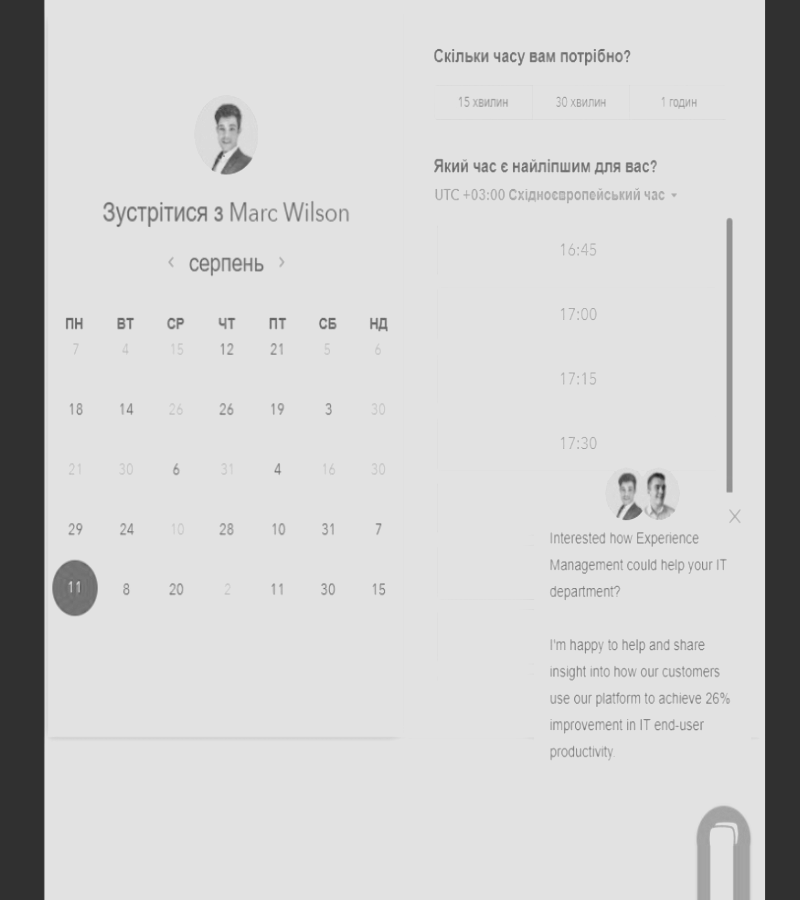 Зустрітися з Marc Wilson
серпень
ПН ВТ СР ЧТ ПТ СБ НД
7 4 15 12 21 5 6
18 14 26 26 19 3 30
21 30 6 31 4 16 30
29 24 10 28 10 31 7
11 8 20 2 11 30 15
Скільки часу вам потрібно?
15 хвилин 30 хвилин 1 годин
Який час є найліпшим для вас?
UTC +03:00 Східноєвропейський час
16:45
17:00
17:15
17:30
Interested how Experience
Management could help your IT
department?
I'm happy to help and share
insight into how our customers
use our platform to achieve 26%
improvement in IT end-user
productivity.